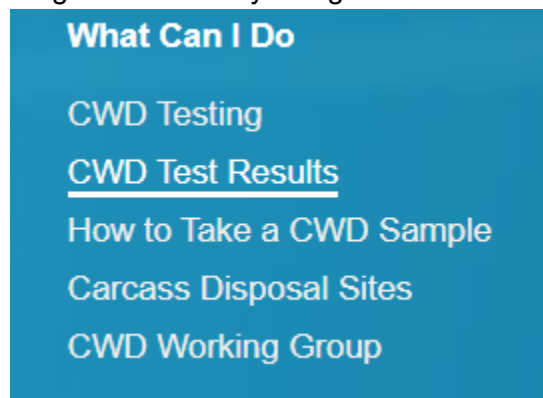 What Can I Do
CWD Testing
CWD Test Results
How to Take a CWD Sample
Carcass Disposal Sites
CWD Working Group